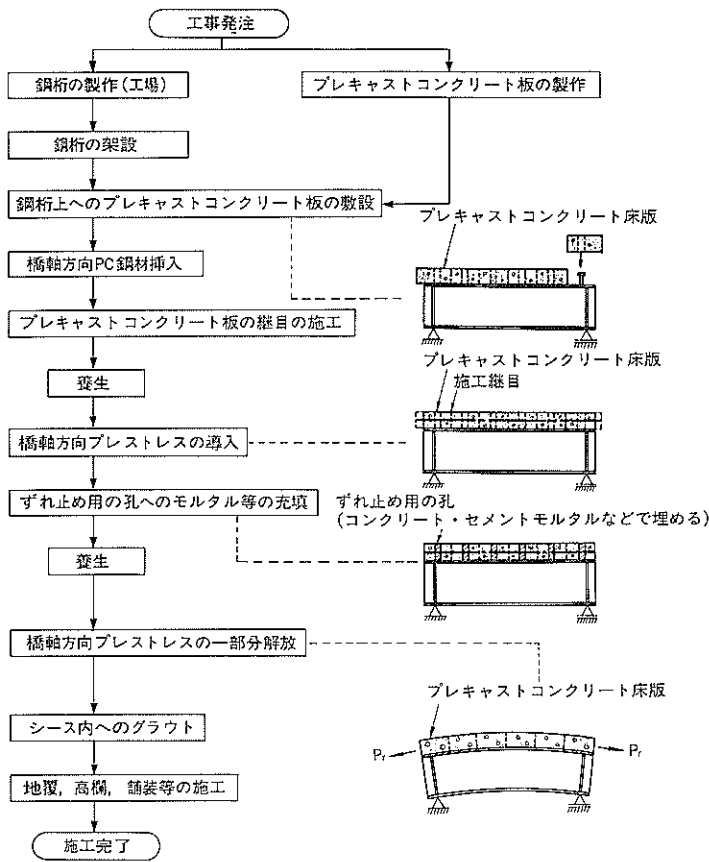 工事発注
鋼桁の製作(工場)
プレキャストコンクリート板の製作
鋼桁の架設
鋼桁上へのプレキャストコンクリート板の敷設
プレキャストコンクリート床版
橋軸方向PC鋼材挿入
プレキャストコンクリート板の継目の施工
プレキャストコンクリート床版
施工継目
養生
橋軸方向プレストレスの導入
ずれ止め用の孔へのモルタル等の充填
ずれ止め用の孔
(コンクリート・セメントモルタルなどで埋める)
養生
橋軸方向プレストレスの一部分解放
プレキャストコンクリート床版
シース内へのグラウト
Pr
Pr
地覆, 高欄, 舗装等の施工
施工完了